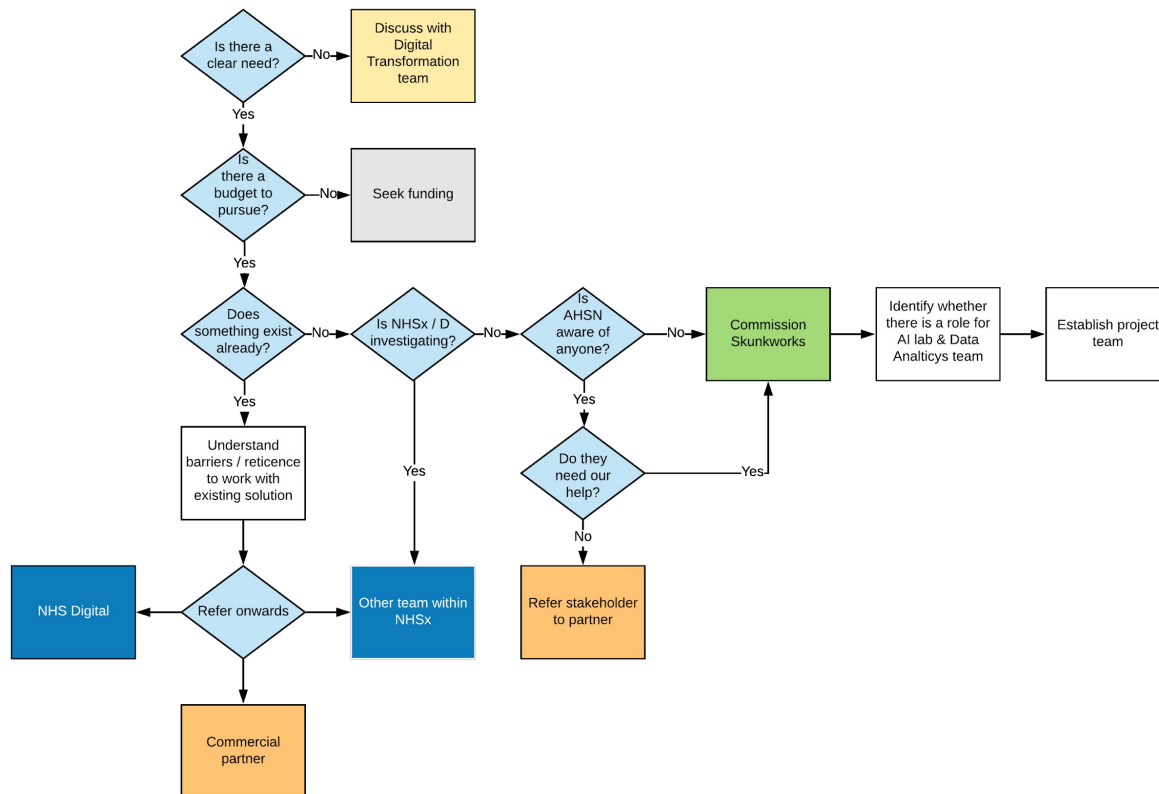 Is there a
clear need?
No
Discuss with
Digital
Transformation
team
Yes
Is
there a
budget to
pursue?
No
Seek funding
Yes
Does
something exist
already?
No
Is NHSx / D
investigating?
No
Is
AHSN
aware of
anyone?
No
Commission
Skunkworks
Identify whether
there is a role for
AI lab & Data
Analticys team
Establish project
team
Yes
Understand
barriers / reticence
to work with
existing solution
Yes
Yes
Do they
need our
help?
Yes
No
NHS Digital
Refer onwards
Other team within
NHSx
Refer stakeholder
to partner
Commercial
partner